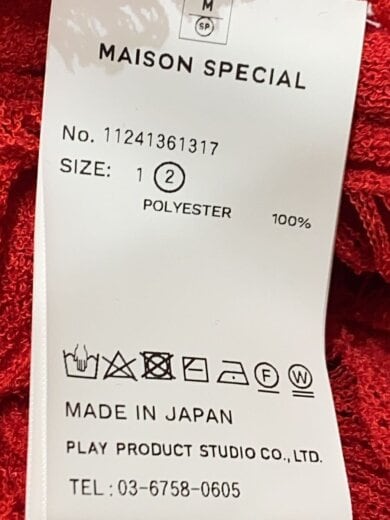 M
SP
MAISON SPECIAL
No. 11241361317
SIZE: 1 2
POLYESTER 100%
F W
MADE IN JAPAN
PLAY PRODUCT STUDIO CO., LTD.
TEL : 03-6758-0605